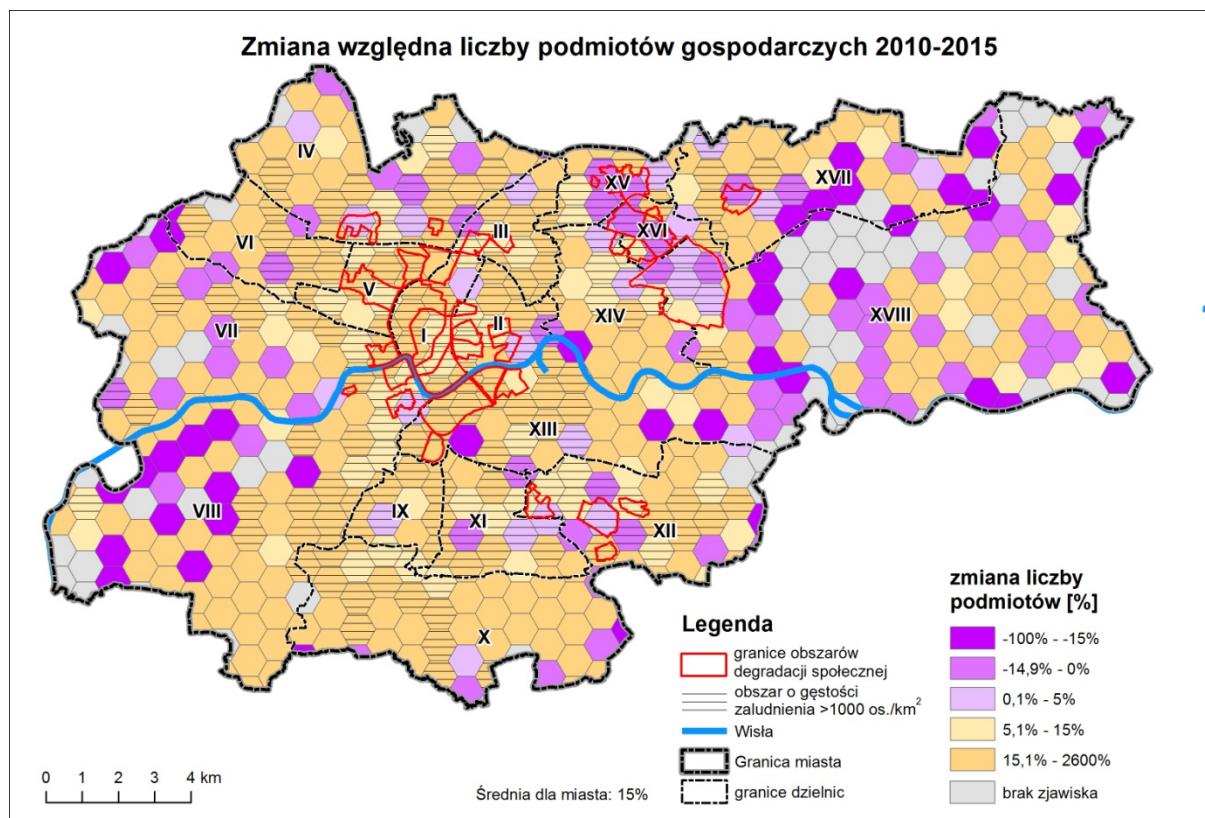 Zmiana względna liczby podmiotów gospodarczych 2010-2015
IV
XV
XVII
III
XVI
VI
V
I
II
XIV
XVIII
VII
XIII
VIII
IX
XI
XII
X
Legenda
granice obszarów
degradacji społecznej
obszar o gęstości
zaludnienia >1000 os./km²
Wisła
Granica miasta
granice dzielnic
zmiana liczby
podmiotów [%]
-100% - -15%
-14,9% - 0%
0,1% - 5%
5,1% - 15%
15,1% - 2600%
brak zjawiska
0 1 2 3 4 km
Średnia dla miasta: 15%